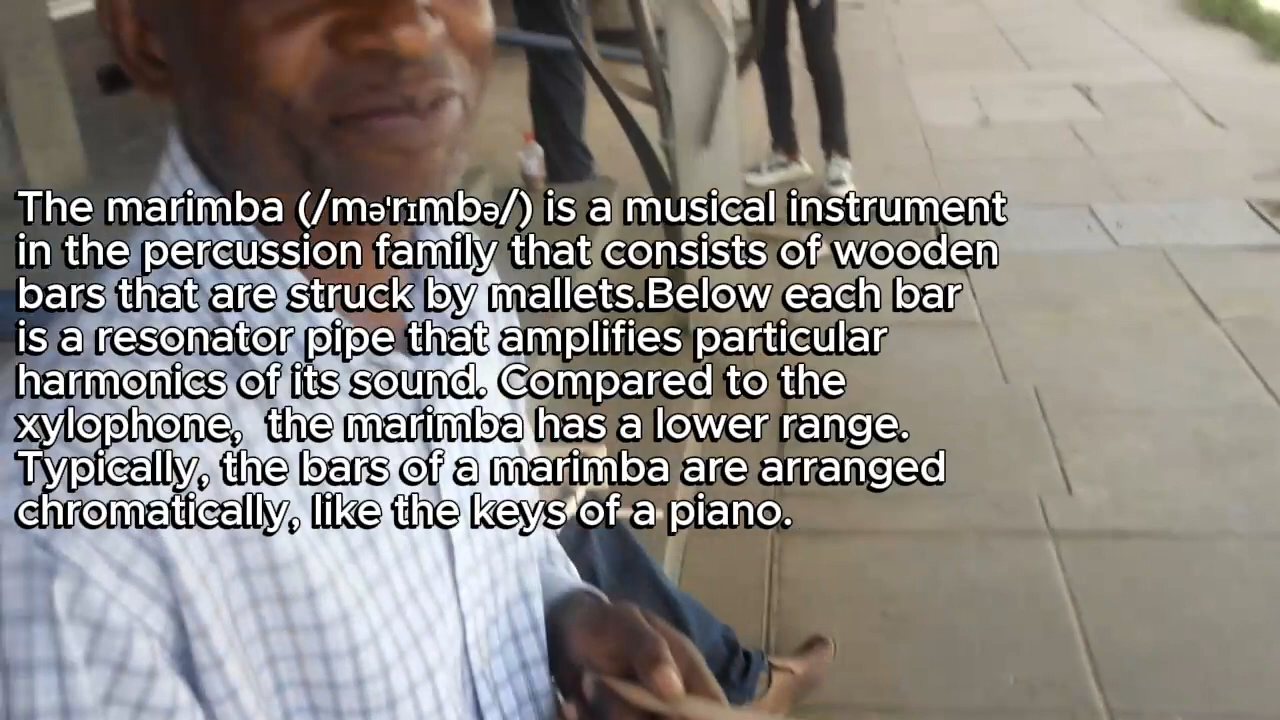 The marimba (/məˈrɪmbə/) is a musical instrument
in the percussion family that consists of wooden
bars that are struck by mallets.Below each bar
is a resonator pipe that amplifies particular
harmonics of its sound. Compared to the
xylophone,  the marimba has a lower range.
Typically, the bars of a marimba are arranged
chromatically, like the keys of a piano.